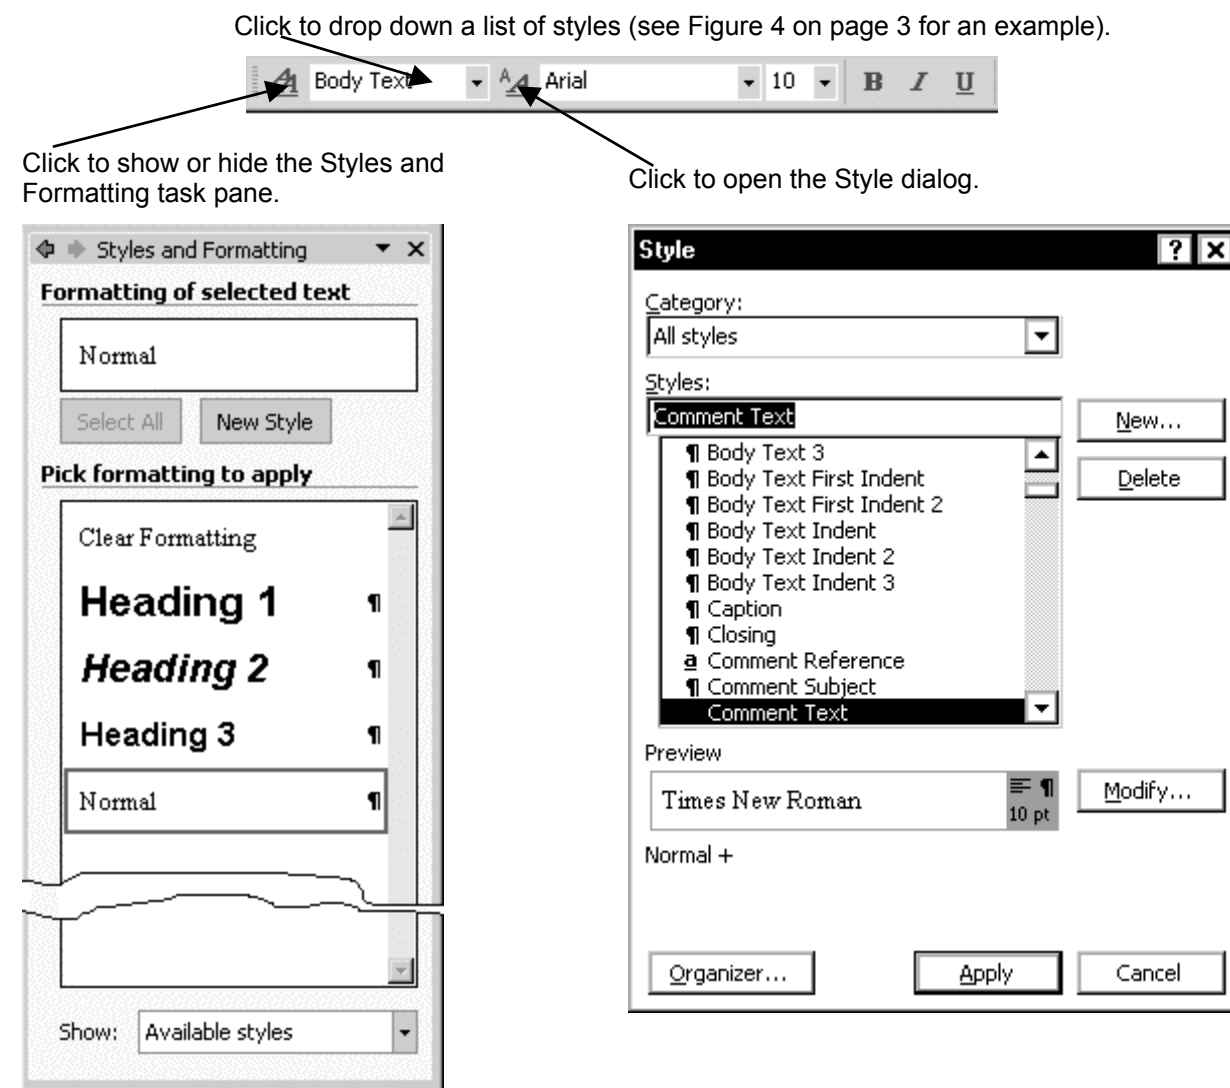 Click to drop down a list of styles (see Figure 4 on page 3 for an example).
Body Text
Arial
10
B I U
Click to show or hide the Styles and
Formatting task pane.
Click to open the Style dialog.
Styles and Formatting
Formatting of selected text
Normal
Select All
New Style
Pick formatting to apply
Clear Formatting
Heading 1 ¶
Heading 2 ¶
Heading 3 ¶
Normal ¶
Show: Available styles
Style
Category:
All styles
Styles:
Comment Text
New...
Delete
¶ Body Text 3
¶ Body Text First Indent
¶ Body Text First Indent 2
¶ Body Text Indent
¶ Body Text Indent 2
¶ Body Text Indent 3
¶ Caption
¶ Closing
a Comment Reference
¶ Comment Subject
Comment Text
Preview
Times New Roman
¶
10 pt
Modify...
Normal +
Organizer...
Apply
Cancel